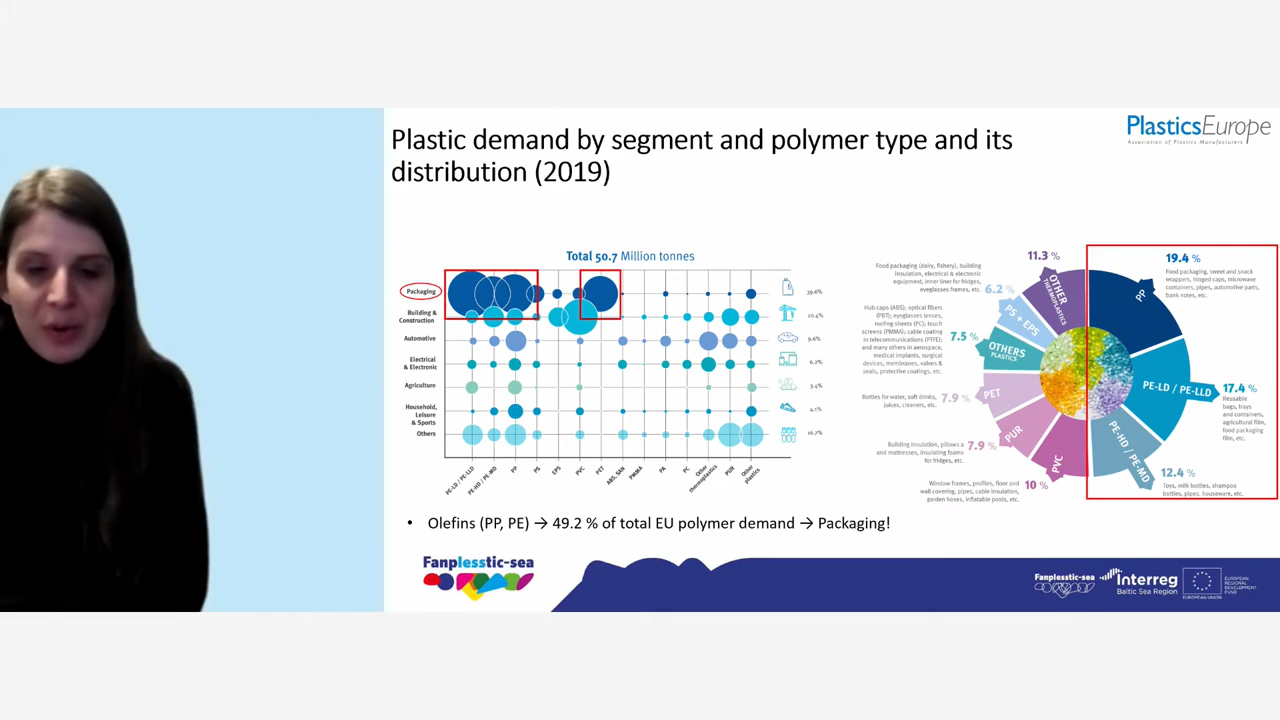 Plastic demand by segment and polymer type and its
distribution (2019)
PlasticsEurope
Association of Plastics Manufacturers
Total 50.7 Million tonnes
Packaging
39.6%
Building &
Construction
20.4%
Automotive
9.6%
Electrical
& Electronic
6.2%
Agriculture
3.4%
Household,
Leisure
& Sports
4.1%
Others
16.7%
PE-LD / PE-LLD
PE-HD / PE-MD
PP
PS
EPS
PVC
PET
ABS, SAN
PMMA
PA
PC
Other
thermoplastics
PUR
Other
plastics
11.3 %
OTHER
THERMOPLASTICS
Food packaging (dairy, fishery), building
insulation, electrical & electronic
equipment, inner liner for fridges,
eyeglasses frames, etc.
6.2 %
PS + EPS
Hub caps (ABS); optical fibers
(PBT); eyeglasses lenses,
roofing sheets (PC); touch
screens (PMMA); cable coating
in telecommunications (PTFE);
and many others in aerospace,
medical implants, surgical
devices, membranes, valves &
seals, protective coatings, etc.
7.5 %
OTHERS
PLASTICS
Bottles for water, soft drinks,
juices, cleaners, etc.
7.9 %
PET
Building insulation, pillows
and mattresses, insulating foams
for fridges, etc.
7.9 %
PUR
Window frames, profiles, floor and
wall covering, pipes, cable insulation,
garden hoses, inflatable pools, etc.
10 %
PVC
19.4 %
Food packaging, sweet and snack
wrappers, hinged caps, microwave
containers, pipes, automotive parts,
bank notes, etc.
PP
PE-LD / PE-LLD
17.4 %
Reusable
bags, trays
and containers,
agricultural film,
food packaging
film, etc.
PE-HD / PE-MD
12.4 %
Toys, milk bottles, shampoo
bottles, pipes, houseware, etc.
• Olefins (PP, PE) → 49.2 % of total EU polymer demand → Packaging!
Fanplesstic-sea
Fanplesstic-sea
Interreg
Baltic Sea Region
EUROPEAN UNION
EUROPEAN
REGIONAL
DEVELOPMENT
FUND